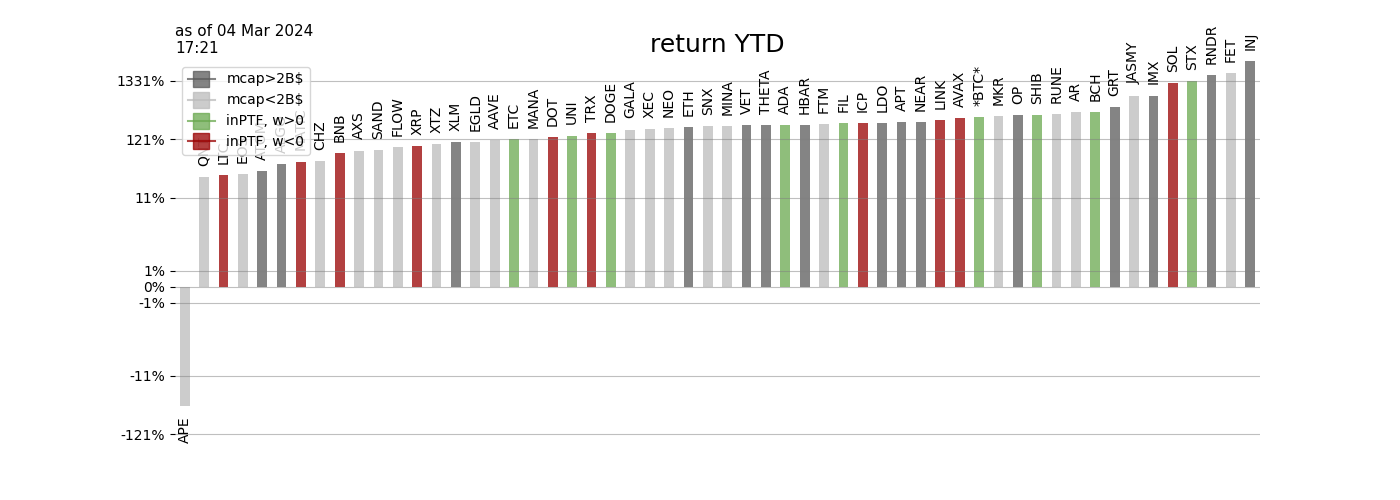 as of 04 Mar 2024
17:21
return YTD
mcap>2B$
mcap<2B$
inPTF, w>0
inPTF, w<0
1331%
121%
11%
1%
0%
-1%
-11%
-121%
APE
LTC
CHZ
BNB
AXS
SAND
FLOW
XRP
XTZ
XLM
EGLD
AAVE
ETC
MANA
DOT
UNI
TRX
DOGE
GALA
XEC
NEO
ETH
SNX
MINA
VET
THETA
ADA
HBAR
FTM
FIL
ICP
LDO
APT
NEAR
LINK
AVAX
*BTC*
MKR
OP
SHIB
RUNE
AR
BCH
GRT
JASMY
IMX
SOL
STX
RNDR
FET
INJ